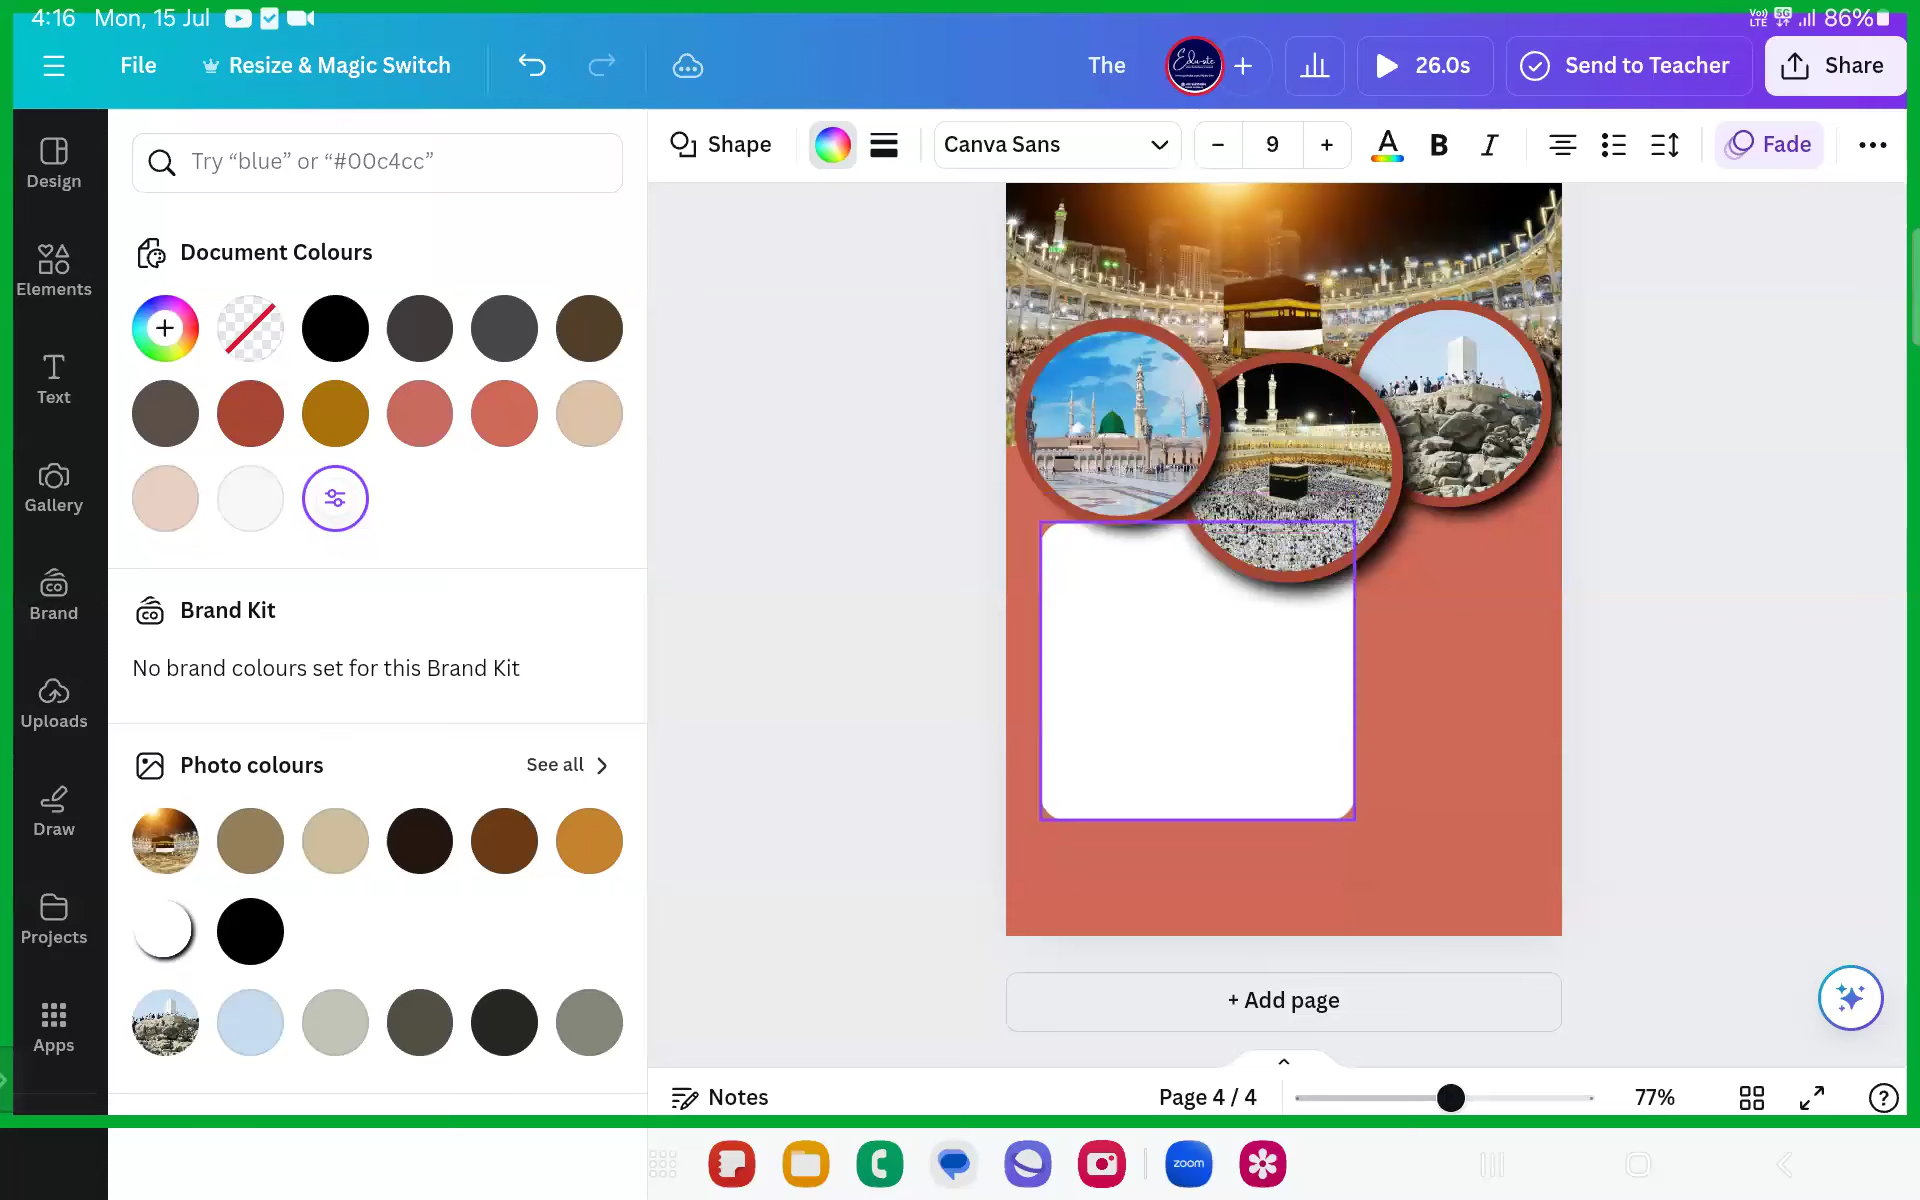 4:16 Mon, 15 Jul
Vo)) LTE 5G 86%
File Resize & Magic Switch The 26.0s Send to Teacher Share
Shape Canva Sans - 9 + A B I Fade
Try “blue” or “#00c4cc”
Design
Elements
Text
Gallery
Brand
Uploads
Draw
Projects
Apps
Document Colours
Brand Kit
No brand colours set for this Brand Kit
Photo colours See all
+ Add page
Notes Page 4 / 4 77%
zoom